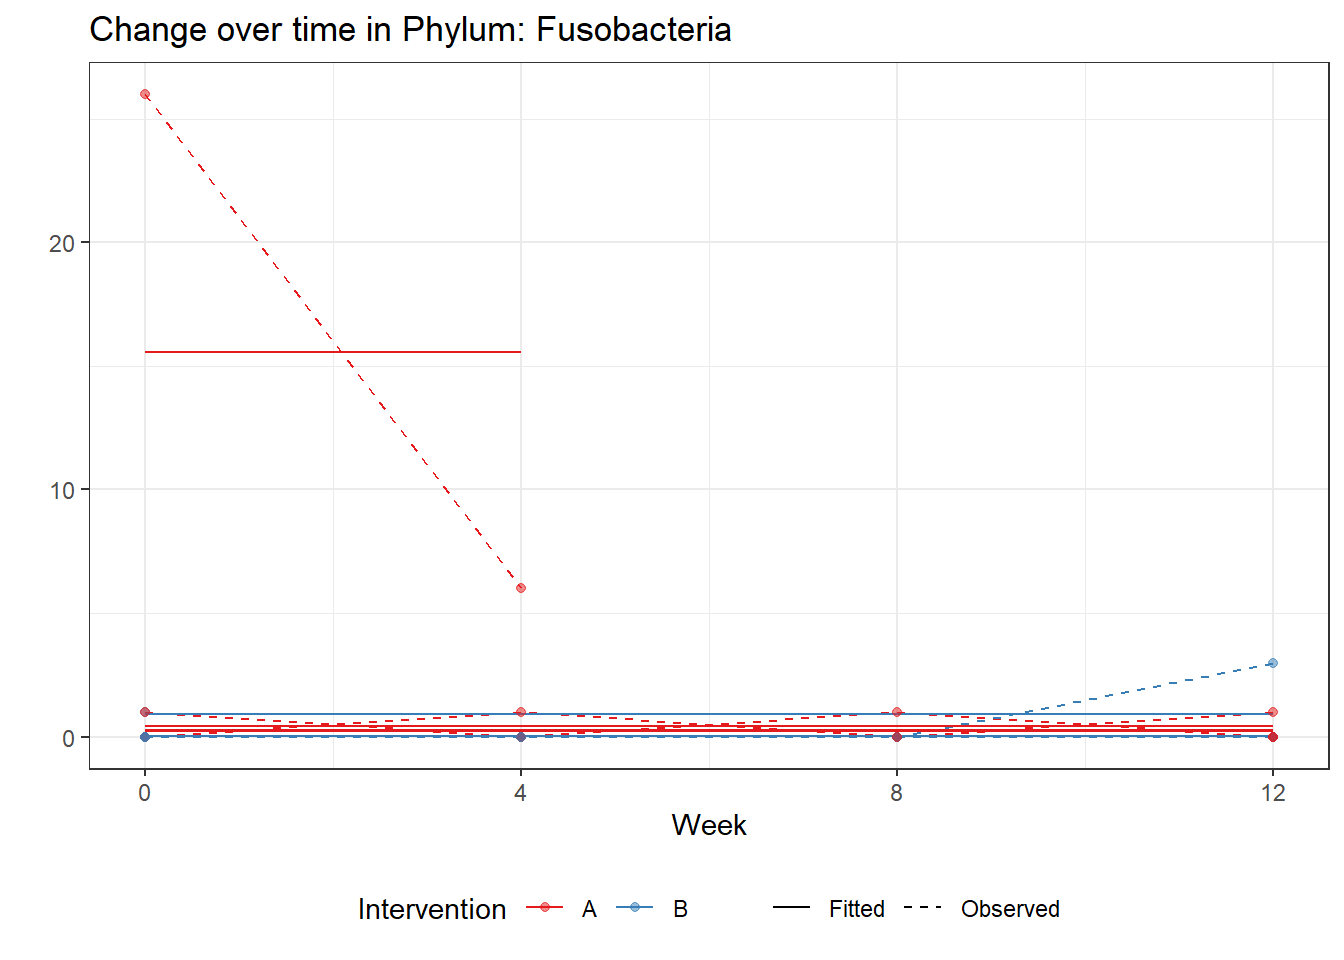 Change over time in Phylum: Fusobacteria
20
10
0
0 4 8 12
Week
Intervention A B Fitted Observed